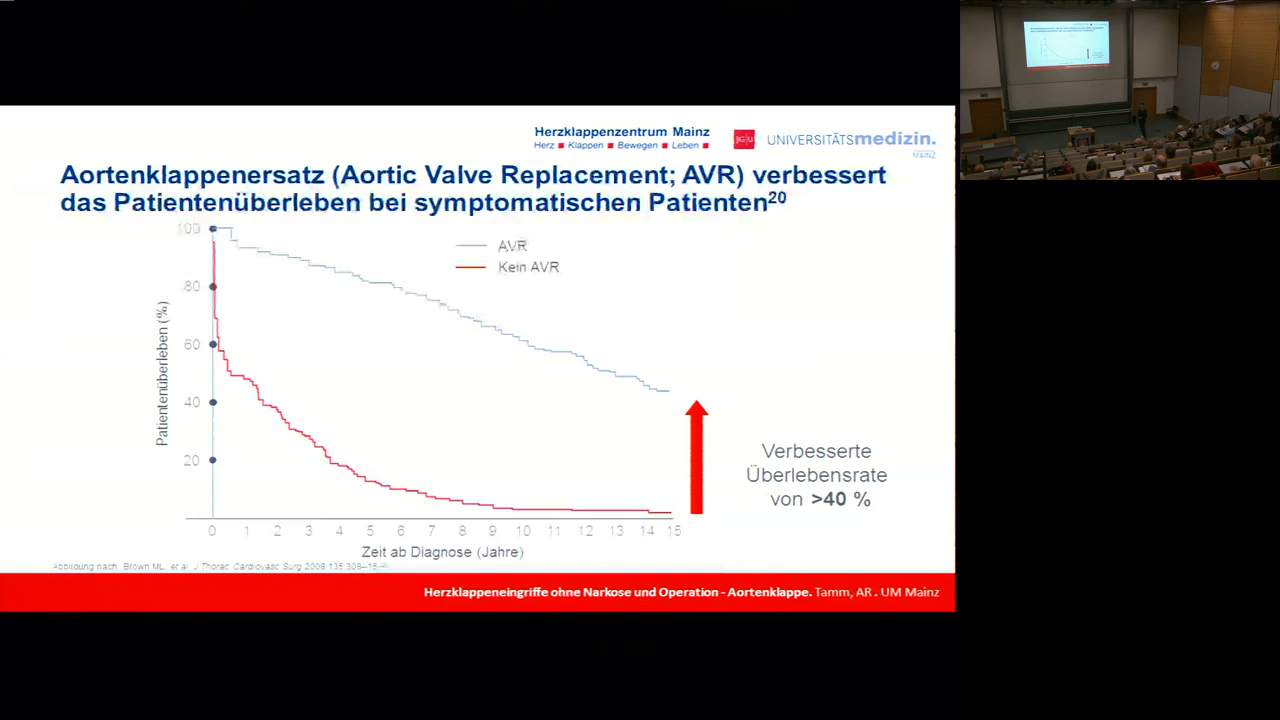 Herzklappenzentrum Mainz
Herz ■ Klappen ■ Bewegen ■ Leben ■
JG|U
UNIVERSITÄTSmedizin.
MAINZ
Aortenklappenersatz (Aortic Valve Replacement; AVR) verbessert
das Patientenüberleben bei symptomatischen Patienten20
AVR
Kein AVR
Patientenüberleben (%)
100
80
60
40
20
0 1 2 3 4 5 6 7 8 9 10 11 12 13 14 15
Zeit ab Diagnose (Jahre)
Verbesserte
Überlebensrate
von >40 %
Abbildung nach: Brown ML, et al. J Thorac Cardiovasc Surg 2008;135:308–15
Herzklappeneingriffe ohne Narkose und Operation - Aortenklappe. Tamm, AR . UM Mainz